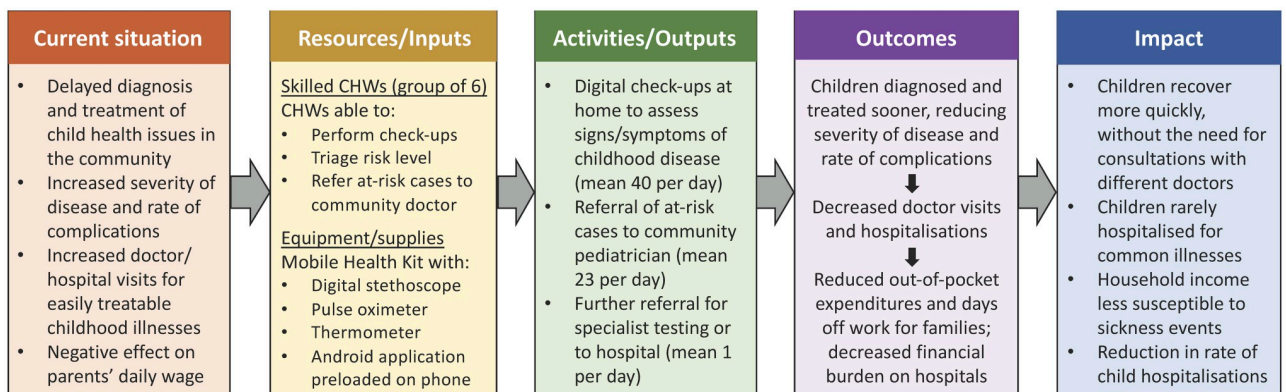 Current situation
• Delayed diagnosis
and treatment of
child health issues in
the community
• Increased severity of
disease and rate of
complications
• Increased doctor/
hospital visits for
easily treatable
childhood illnesses
• Negative effect on
parents’ daily wage
Resources/Inputs
Skilled CHWs (group of 6)
CHWs able to:
• Perform check-ups
• Triage risk level
• Refer at-risk cases to
community doctor
Equipment/supplies
Mobile Health Kit with:
• Digital stethoscope
• Pulse oximeter
• Thermometer
• Android application
preloaded on phone
Activities/Outputs
• Digital check-ups at
home to assess
signs/symptoms of
childhood disease
(mean 40 per day)
• Referral of at-risk
cases to community
pediatrician (mean
23 per day)
• Further referral for
specialist testing or
to hospital (mean 1
per day)
Outcomes
Children diagnosed and
treated sooner, reducing
severity of disease and
rate of complications
Decreased doctor visits
and hospitalisations
Reduced out-of-pocket
expenditures and days
off work for families;
decreased financial
burden on hospitals
Impact
• Children recover
more quickly,
without the need for
consultations with
different doctors
• Children rarely
hospitalised for
common illnesses
• Household income
less susceptible to
sickness events
• Reduction in rate of
child hospitalisations